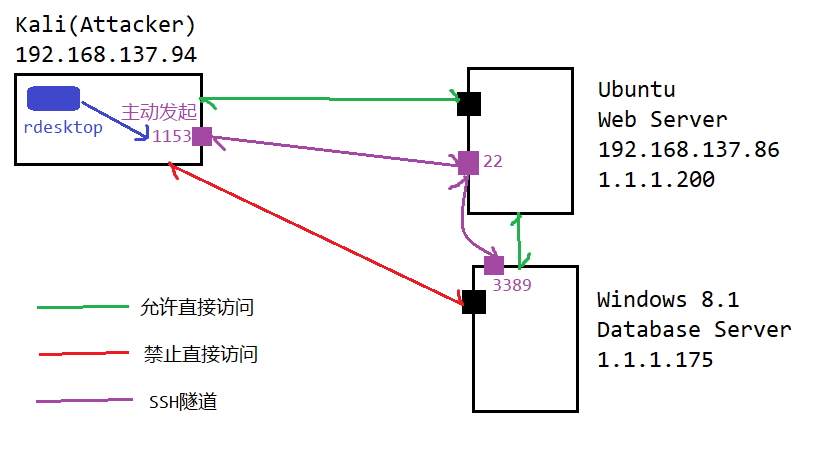 Kali(Attacker)
192.168.137.94
主动发起
rdesktop
1153
22
Ubuntu
Web Server
192.168.137.86
1.1.1.200
3389
Windows 8.1
Database Server
1.1.1.175
允许直接访问
禁止直接访问
SSH隧道